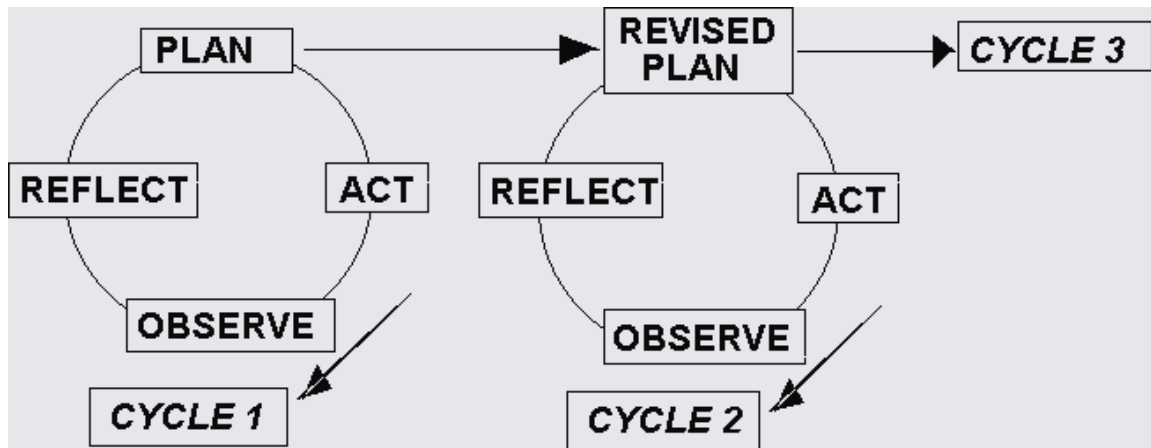 PLAN
REVISED
PLAN
CYCLE 3
REFLECT
ACT
REFLECT
ACT
OBSERVE
OBSERVE
CYCLE 1
CYCLE 2